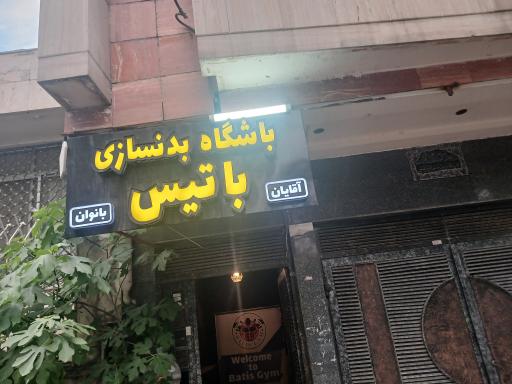 باشگاه بدنسازی
باتیس
آقایان
بانوان
Welcome to
Batis Gym